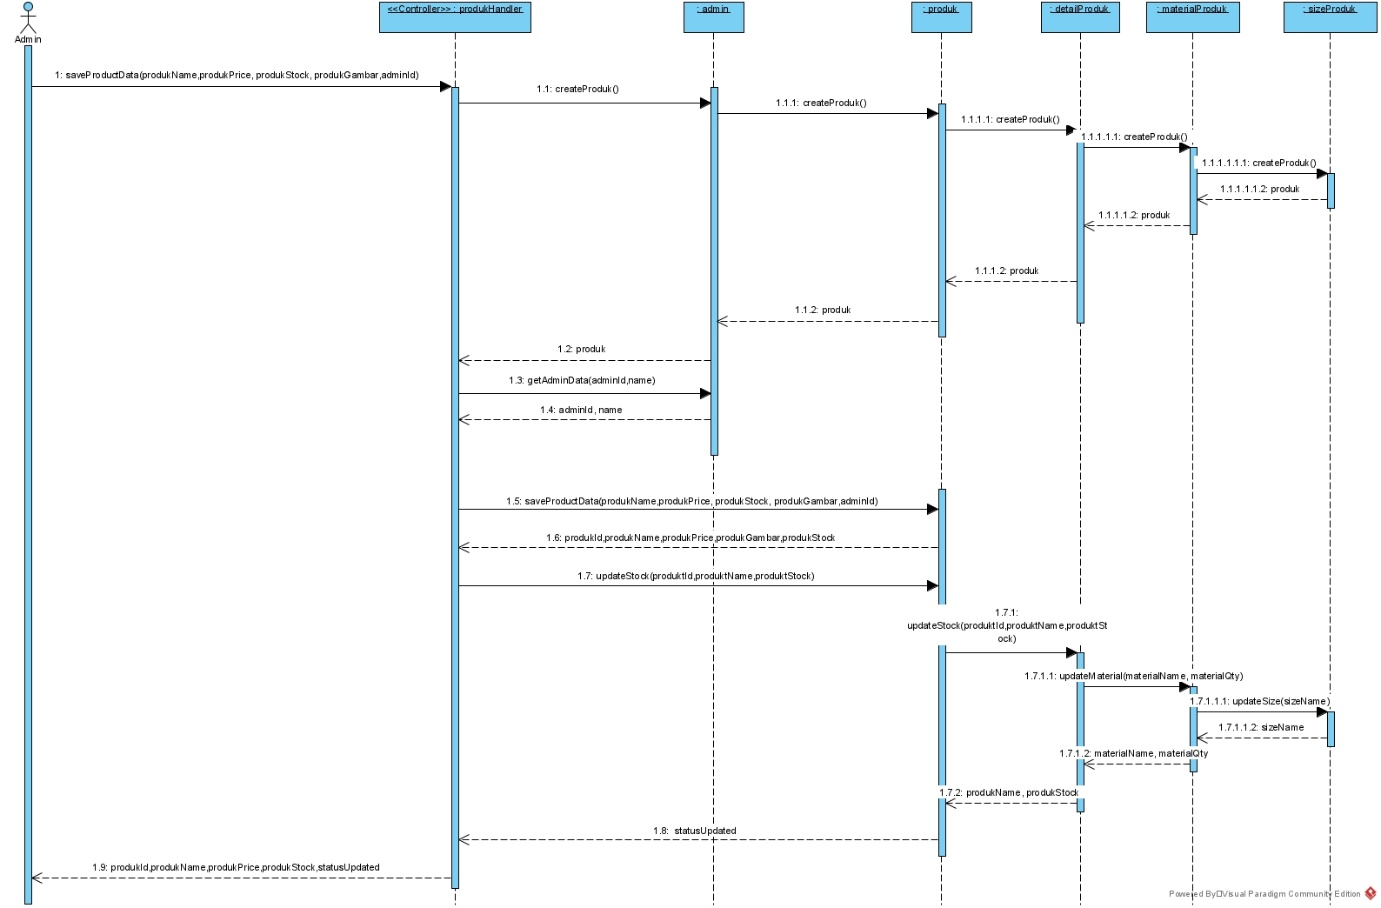 <<Controller>> : produkHandler
: admin
: produk
: detailProduk
: materialProduk
: sizeProduk
Admin
1: saveProductData(produkName,produkPrice, produkStock, produkGambar,adminId)
1.1: createProduk()
1.1.1: createProduk()
1.1.1.1: createProduk()
1.1.1.1.1: createProduk()
1.1.1.1.1.1: createProduk()
1.1.1.1.1.2: produk
1.1.1.1.2: produk
1.1.1.2: produk
1.1.2: produk
1.2: produk
1.3: getAdminData(adminId,name)
1.4: adminId, name
1.5: saveProductData(produkName,produkPrice, produkStock, produkGambar,adminId)
1.6: produkId,produkName,produkPrice,produkGambar,produkStock
1.7: updateStock(produktId,produktName,produktStock)
1.7.1:
updateStock(produktId,produktName,produktSt
ock)
1.7.1.1: updateMaterial(materialName, materialQty)
1.7.1.1.1: updateSize(sizeName)
1.7.1.1.2: sizeName
1.7.1.2: materialName, materialQty
1.7.2: produkName, produkStock
1.8: statusUpdated
1.9: produkId,produkName,produkPrice,produkStock,statusUpdated
Powered By□Visual Paradigm Community Edition